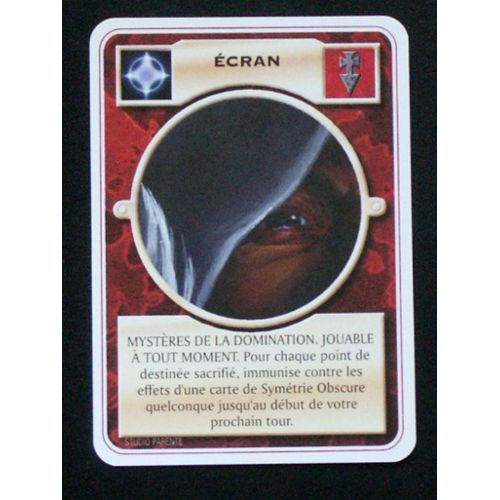 ÉCRAN
MYSTÈRES DE LA DOMINATION. JOUABLE
À TOUT MOMENT. Pour chaque point de
destinée sacrifié, immunise contre les
effets d'une carte de Symétrie Obscure
quelconque jusqu'au début de votre
prochain tour.
STUDIO PARENTE